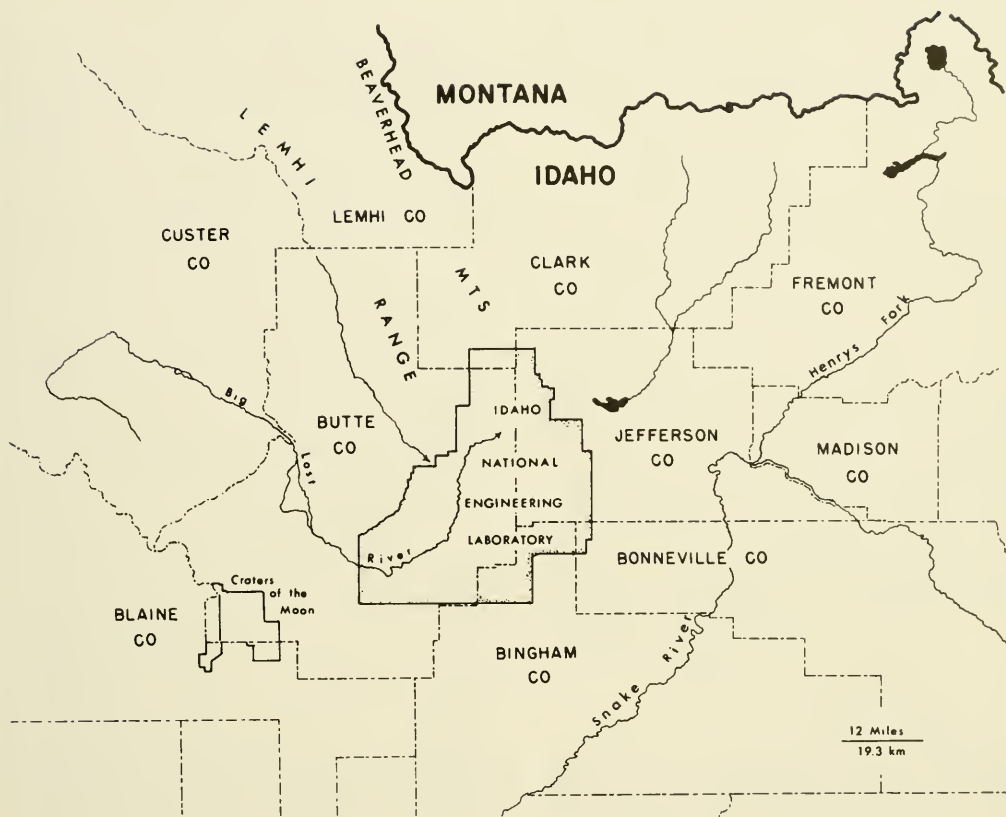 MONTANA
BEAVERHEAD
LEMHI
IDAHO
LEMHI CO
CUSTER
CO
MTS
CLARK
CO
RANGE
FREMONT
CO
Henrys Fork
Big
Lost
River
BUTTE
CO
IDAHO
NATIONAL
ENGINEERING
LABORATORY
JEFFERSON
CO
MADISON
CO
BONNEVILLE CO
Craters
of the
Moon
BLAINE
CO
BINGHAM
CO
Snake River
12 Miles
19.3 km